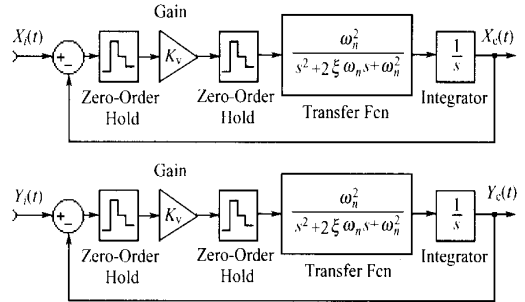 Gain
X_i(t)
+
−
K_v
ω_n^2
s^2+2ξω_n s+ω_n^2
1
s
X_c(t)
Zero-Order
Hold
Zero-Order
Hold
Transfer Fcn
Integrator
Gain
Y_i(t)
+
−
K_v
ω_n^2
s^2+2ξω_n s+ω_n^2
1
s
Y_c(t)
Zero-Order
Hold
Zero-Order
Hold
Transfer Fcn
Integrator